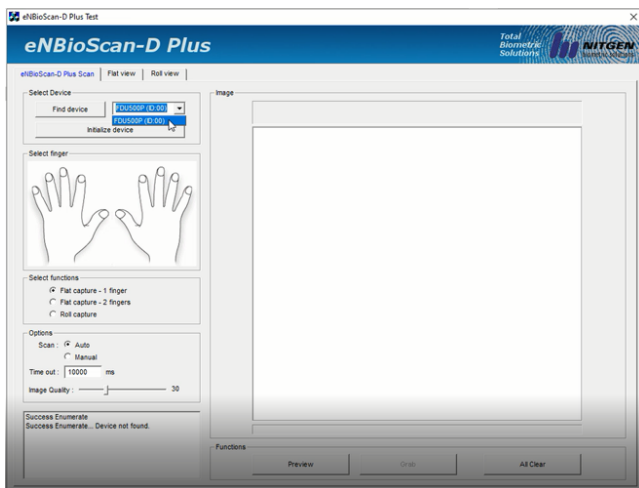 eNBioScan-D Plus Test
eNBioScan-D Plus
Total
Biometric
Solutions
NITGEN
eNBioScan-D Plus Scan
Flat view
Roll view
Select Device
Find device
FDU500P (ID:00)
FDU500P (ID:00)
Initialize device
Select finger
Select functions
Flat capture - 1 finger
Flat capture - 2 fingers
Roll capture
Options
Scan : Auto
Manual
Time out : 10000 ms
Image Quality : 30
Success Enumerate
Success Enumerate... Device not found.
Image
Functions
Preview
Grab
All Clear